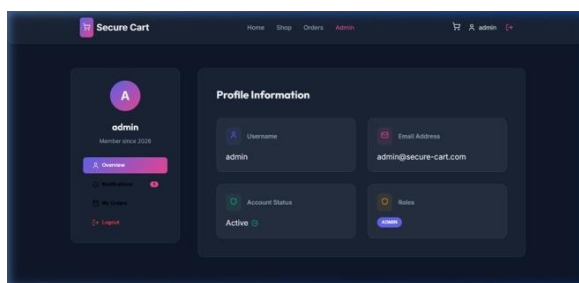 Secure Cart
Home Shop Orders Admin
admin
A
admin
Member since 2026
Overview
Notifications
My Orders
Logout
Profile Information
Username
admin
Email Address
admin@secure-cart.com
Account Status
Active
Roles
ADMIN